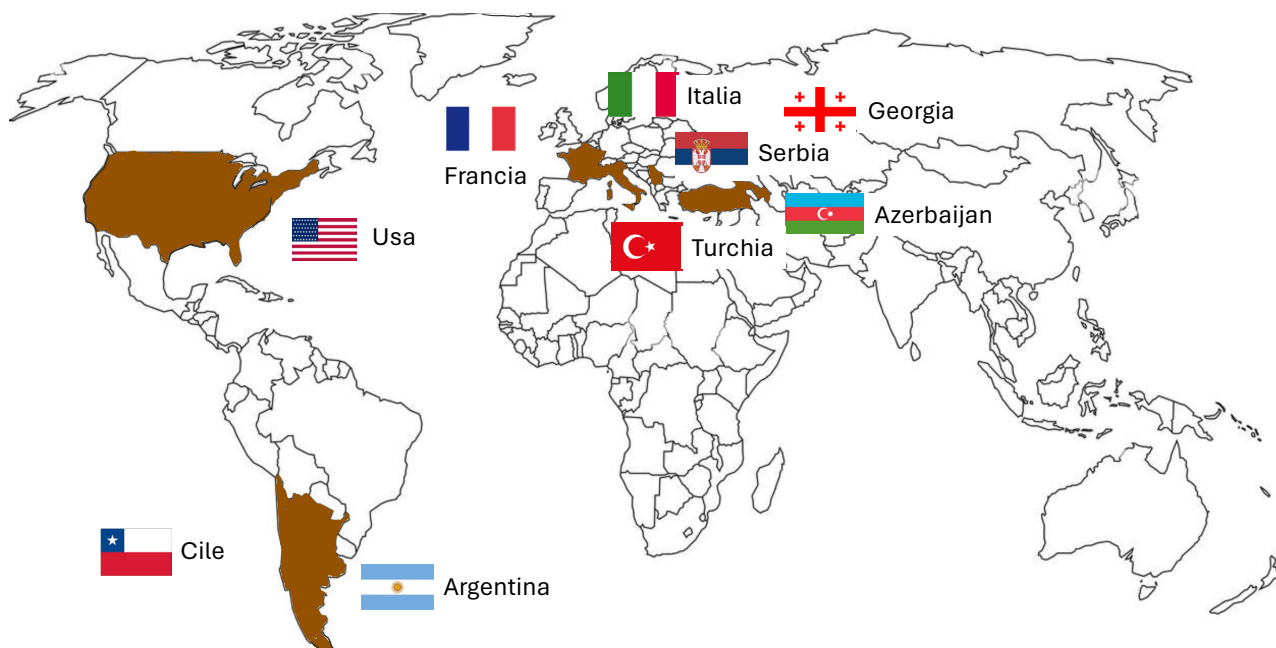 Italia
Georgia
Serbia
Francia
Azerbaijan
Usa
Turchia
Cile
Argentina